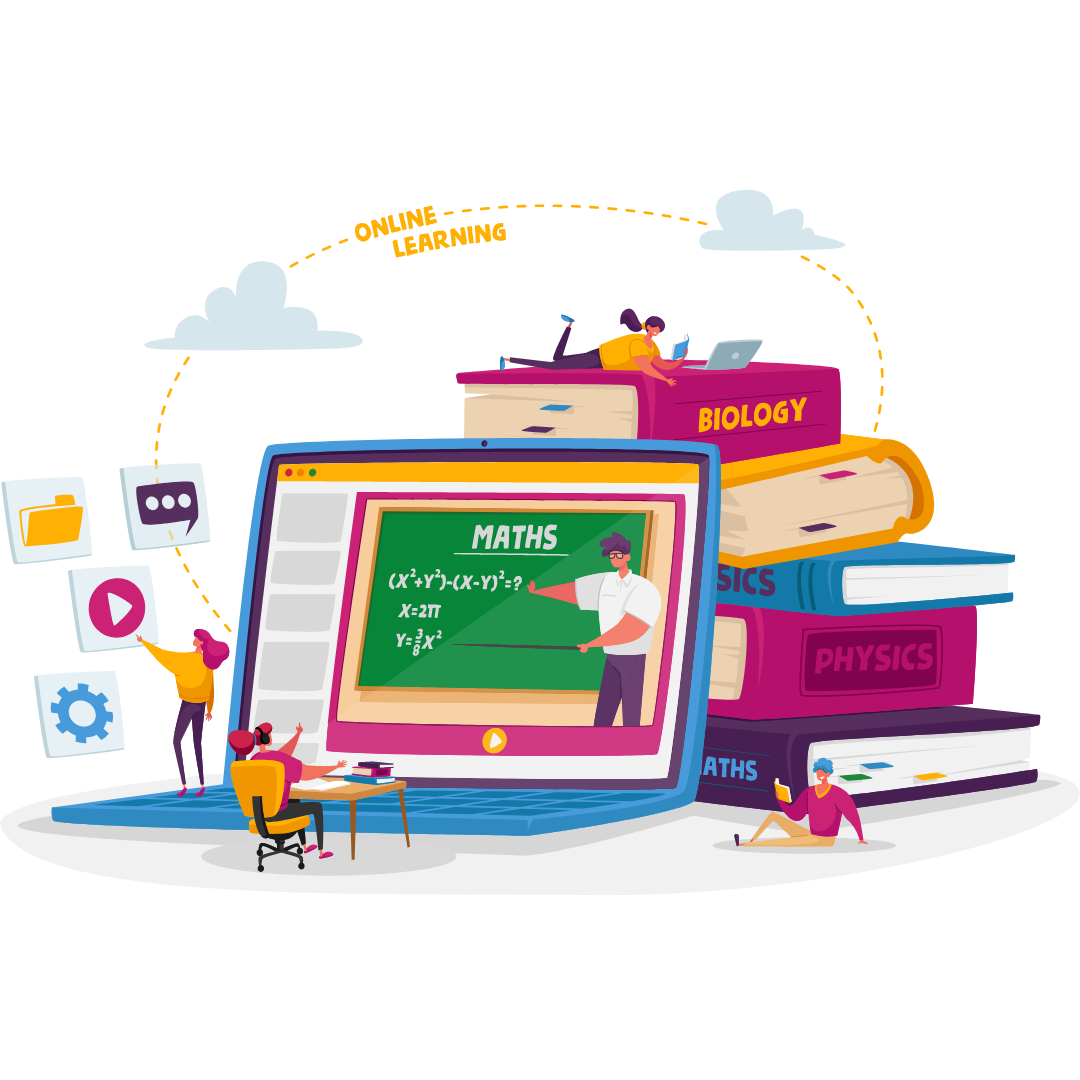 ONLINE
LEARNING
BIOLOGY
MATHS
(X²+Y²)-(X-Y)²=?
X=2π
Y=3/8X²
SICS
PHYSICS
ATHS